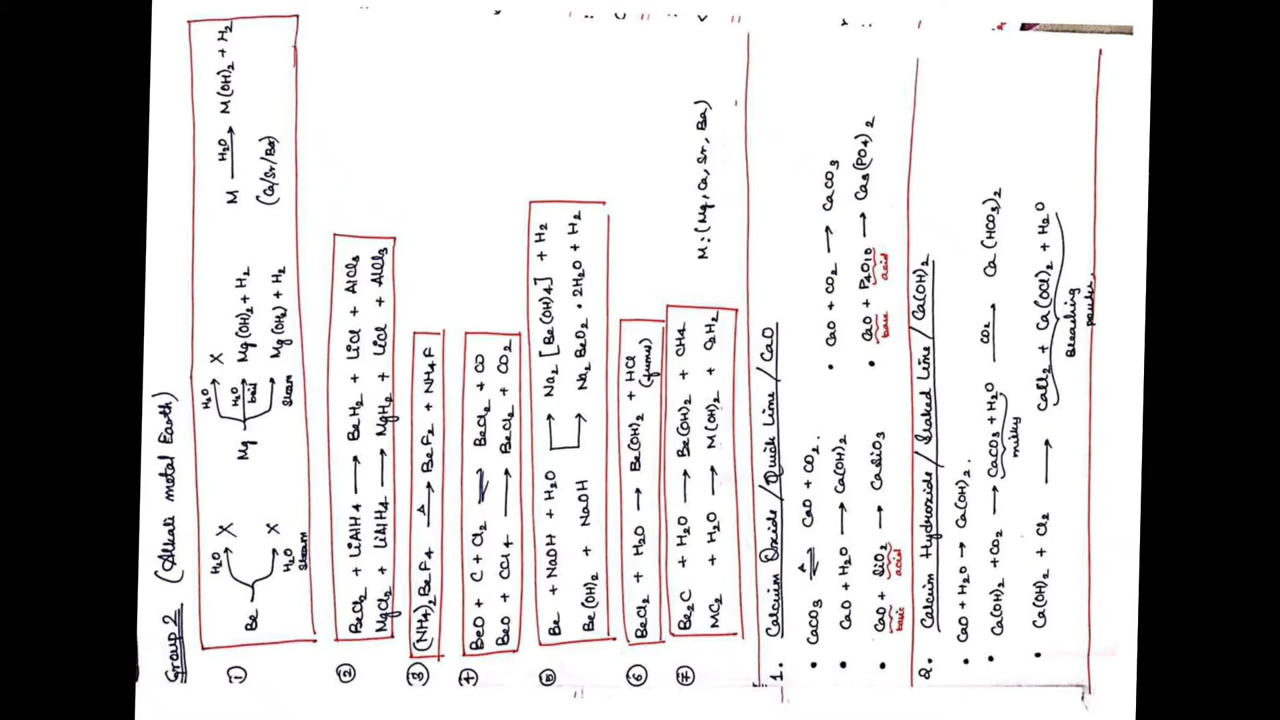 Group 2 (Alkali metal Earth)
① Be H2O X
H2O steam X
Mg H2O X
H2O boil Mg(OH)2 + H2
steam Mg(OH2) + H2
M H2O → M(OH)2 + H2
(Ca/Sr/Ba)
② BeCl2 + LiAlH4 → BeH2 + LiCl + AlCl3
MgCl2 + LiAlH4 → MgH2 + LiCl + AlCl3
③ (NH4)2 BeF4 Δ → BeF2 + NH4F
④ BeO + C + Cl2 ⇌ BeCl2 + CO
BeO + CCl4 → BeCl2 + CO2
⑤ Be + NaOH + H2O → Na2 [Be(OH)4] + H2
Be(OH)2 + NaOH → Na2 BeO2 • 2H2O + H2
⑥ BeCl2 + H2O → Be(OH)2 + HCl
(fumes)
⑦ Be2C + H2O → Be(OH)2 + CH4
MC2 + H2O → M(OH)2 + C2H2 M: (Mg, Ca, Sr, Ba)
1. Calcium Oxide / Quick Lime / CaO
• CaCO3 Δ ⇌ CaO + CO2.
• CaO + H2O → Ca(OH)2
• CaO + SiO2 → CaSiO3
basic acid
• CaO + CO2 → CaCO3
• CaO + P4O10 → Ca3(PO4)2
base acid
2. Calcium Hydroxide / Slaked Lime / Ca(OH)2
• CaO + H2O → Ca(OH)2.
• Ca(OH)2 + CO2 → CaCO3 + H2O CO2 → Ca(HCO3)2
milky
• Ca(OH)2 + Cl2 → CaCl2 + Ca(OCl)2 + H2O
Bleaching
powder